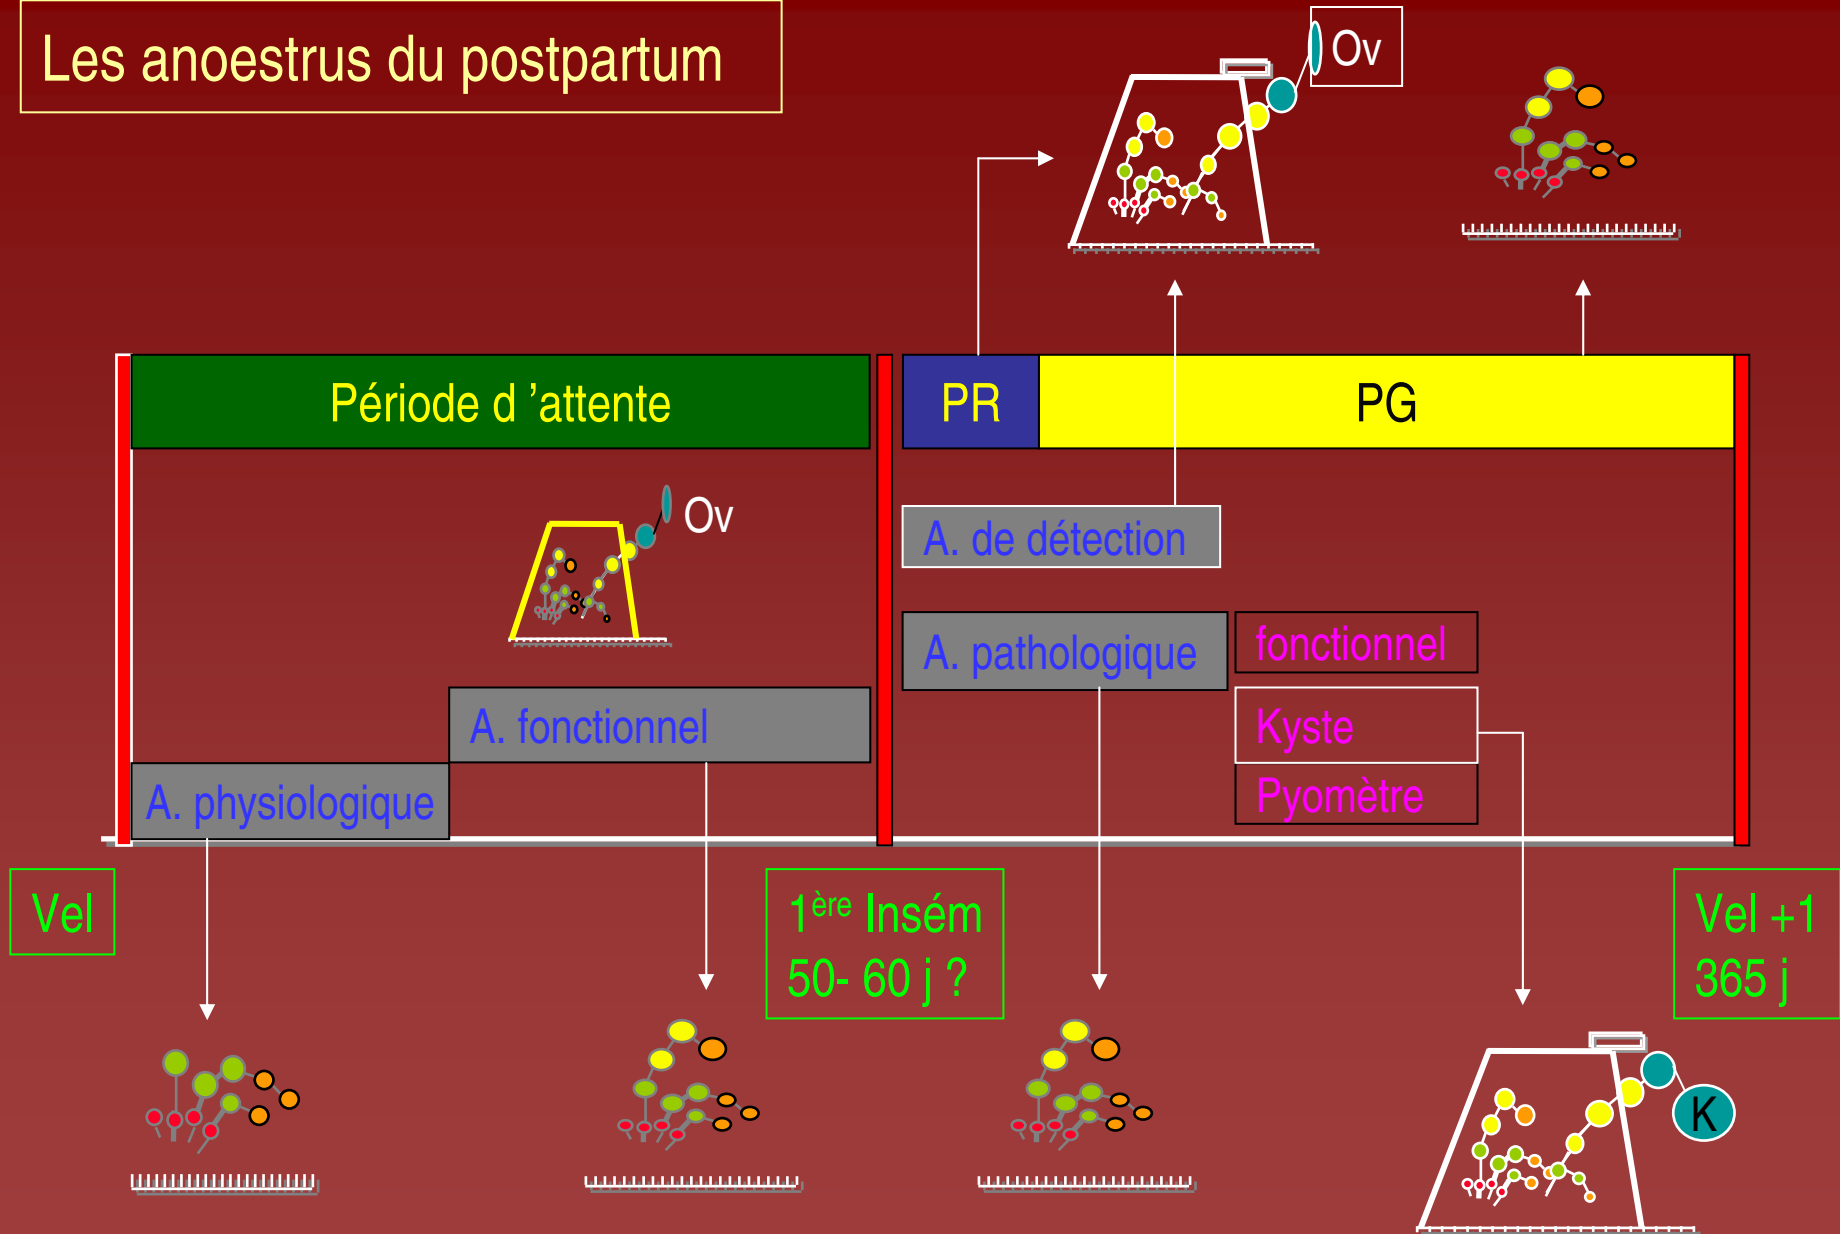 Les anoestrus du postpartum
Ov
Période d ’attente
PR
PG
Ov
A. de détection
A. pathologique
fonctionnel
A. fonctionnel
Kyste
A. physiologique
Pyomètre
Vel
1ère Insém
50- 60 j ?
Vel +1
365 j
K